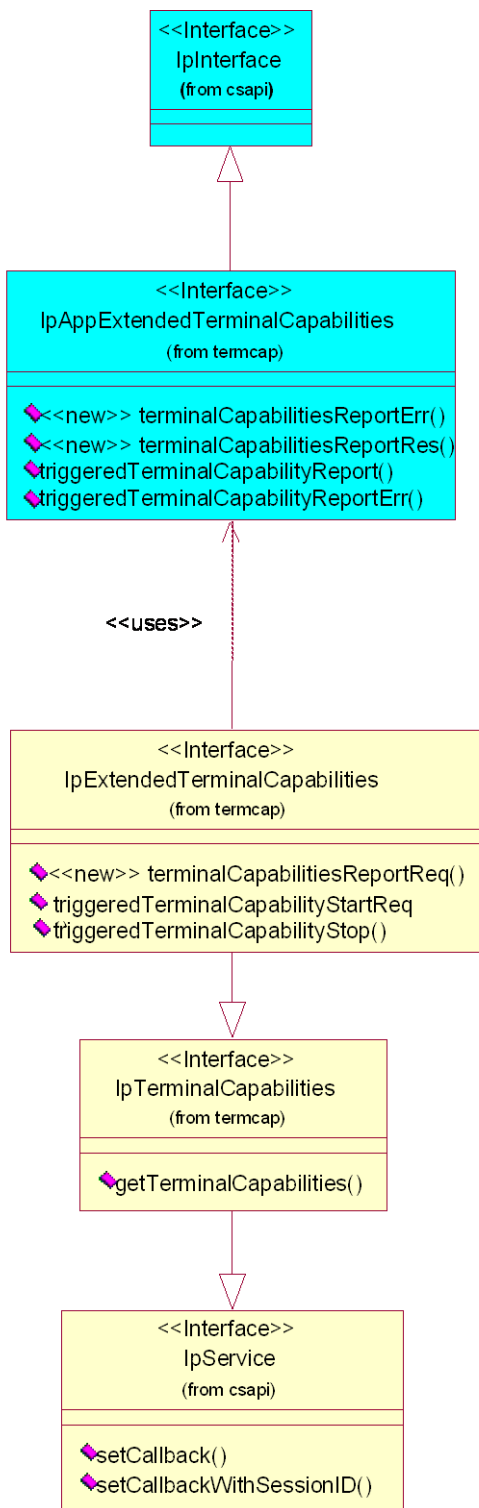 <<Interface>>
IpInterface
(from csapi)
<<Interface>>
IpAppExtendedTerminalCapabilities
(from termcap)
<<new>> terminalCapabilitiesReportErr()
<<new>> terminalCapabilitiesReportRes()
triggeredTerminalCapabilityReport()
triggeredTerminalCapabilityReportErr()
<<uses>>
<<Interface>>
IpExtendedTerminalCapabilities
(from termcap)
<<new>> terminalCapabilitiesReportReq()
triggeredTerminalCapabilityStartReq
triggeredTerminalCapabilityStop()
<<Interface>>
IpTerminalCapabilities
(from termcap)
getTerminalCapabilities()
<<Interface>>
IpService
(from csapi)
setCallback()
setCallbackWithSessionID()